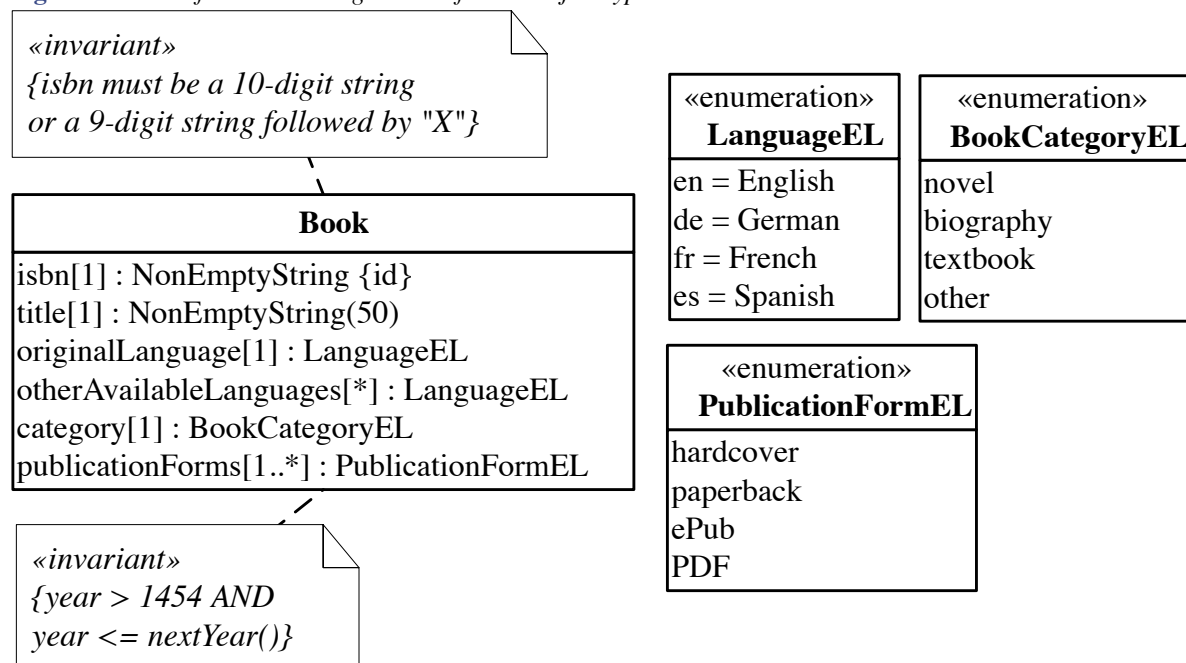 «invariant»
{isbn must be a 10-digit string
or a 9-digit string followed by "X"}
Book
isbn[1] : NonEmptyString {id}
title[1] : NonEmptyString(50)
originalLanguage[1] : LanguageEL
otherAvailableLanguages[*] : LanguageEL
category[1] : BookCategoryEL
publicationForms[1..*] : PublicationFormEL
«invariant»
{year > 1454 AND
year <= nextYear()}
«enumeration»
LanguageEL
en = English
de = German
fr = French
es = Spanish
«enumeration»
BookCategoryEL
novel
biography
textbook
other
«enumeration»
PublicationFormEL
hardcover
paperback
ePub
PDF